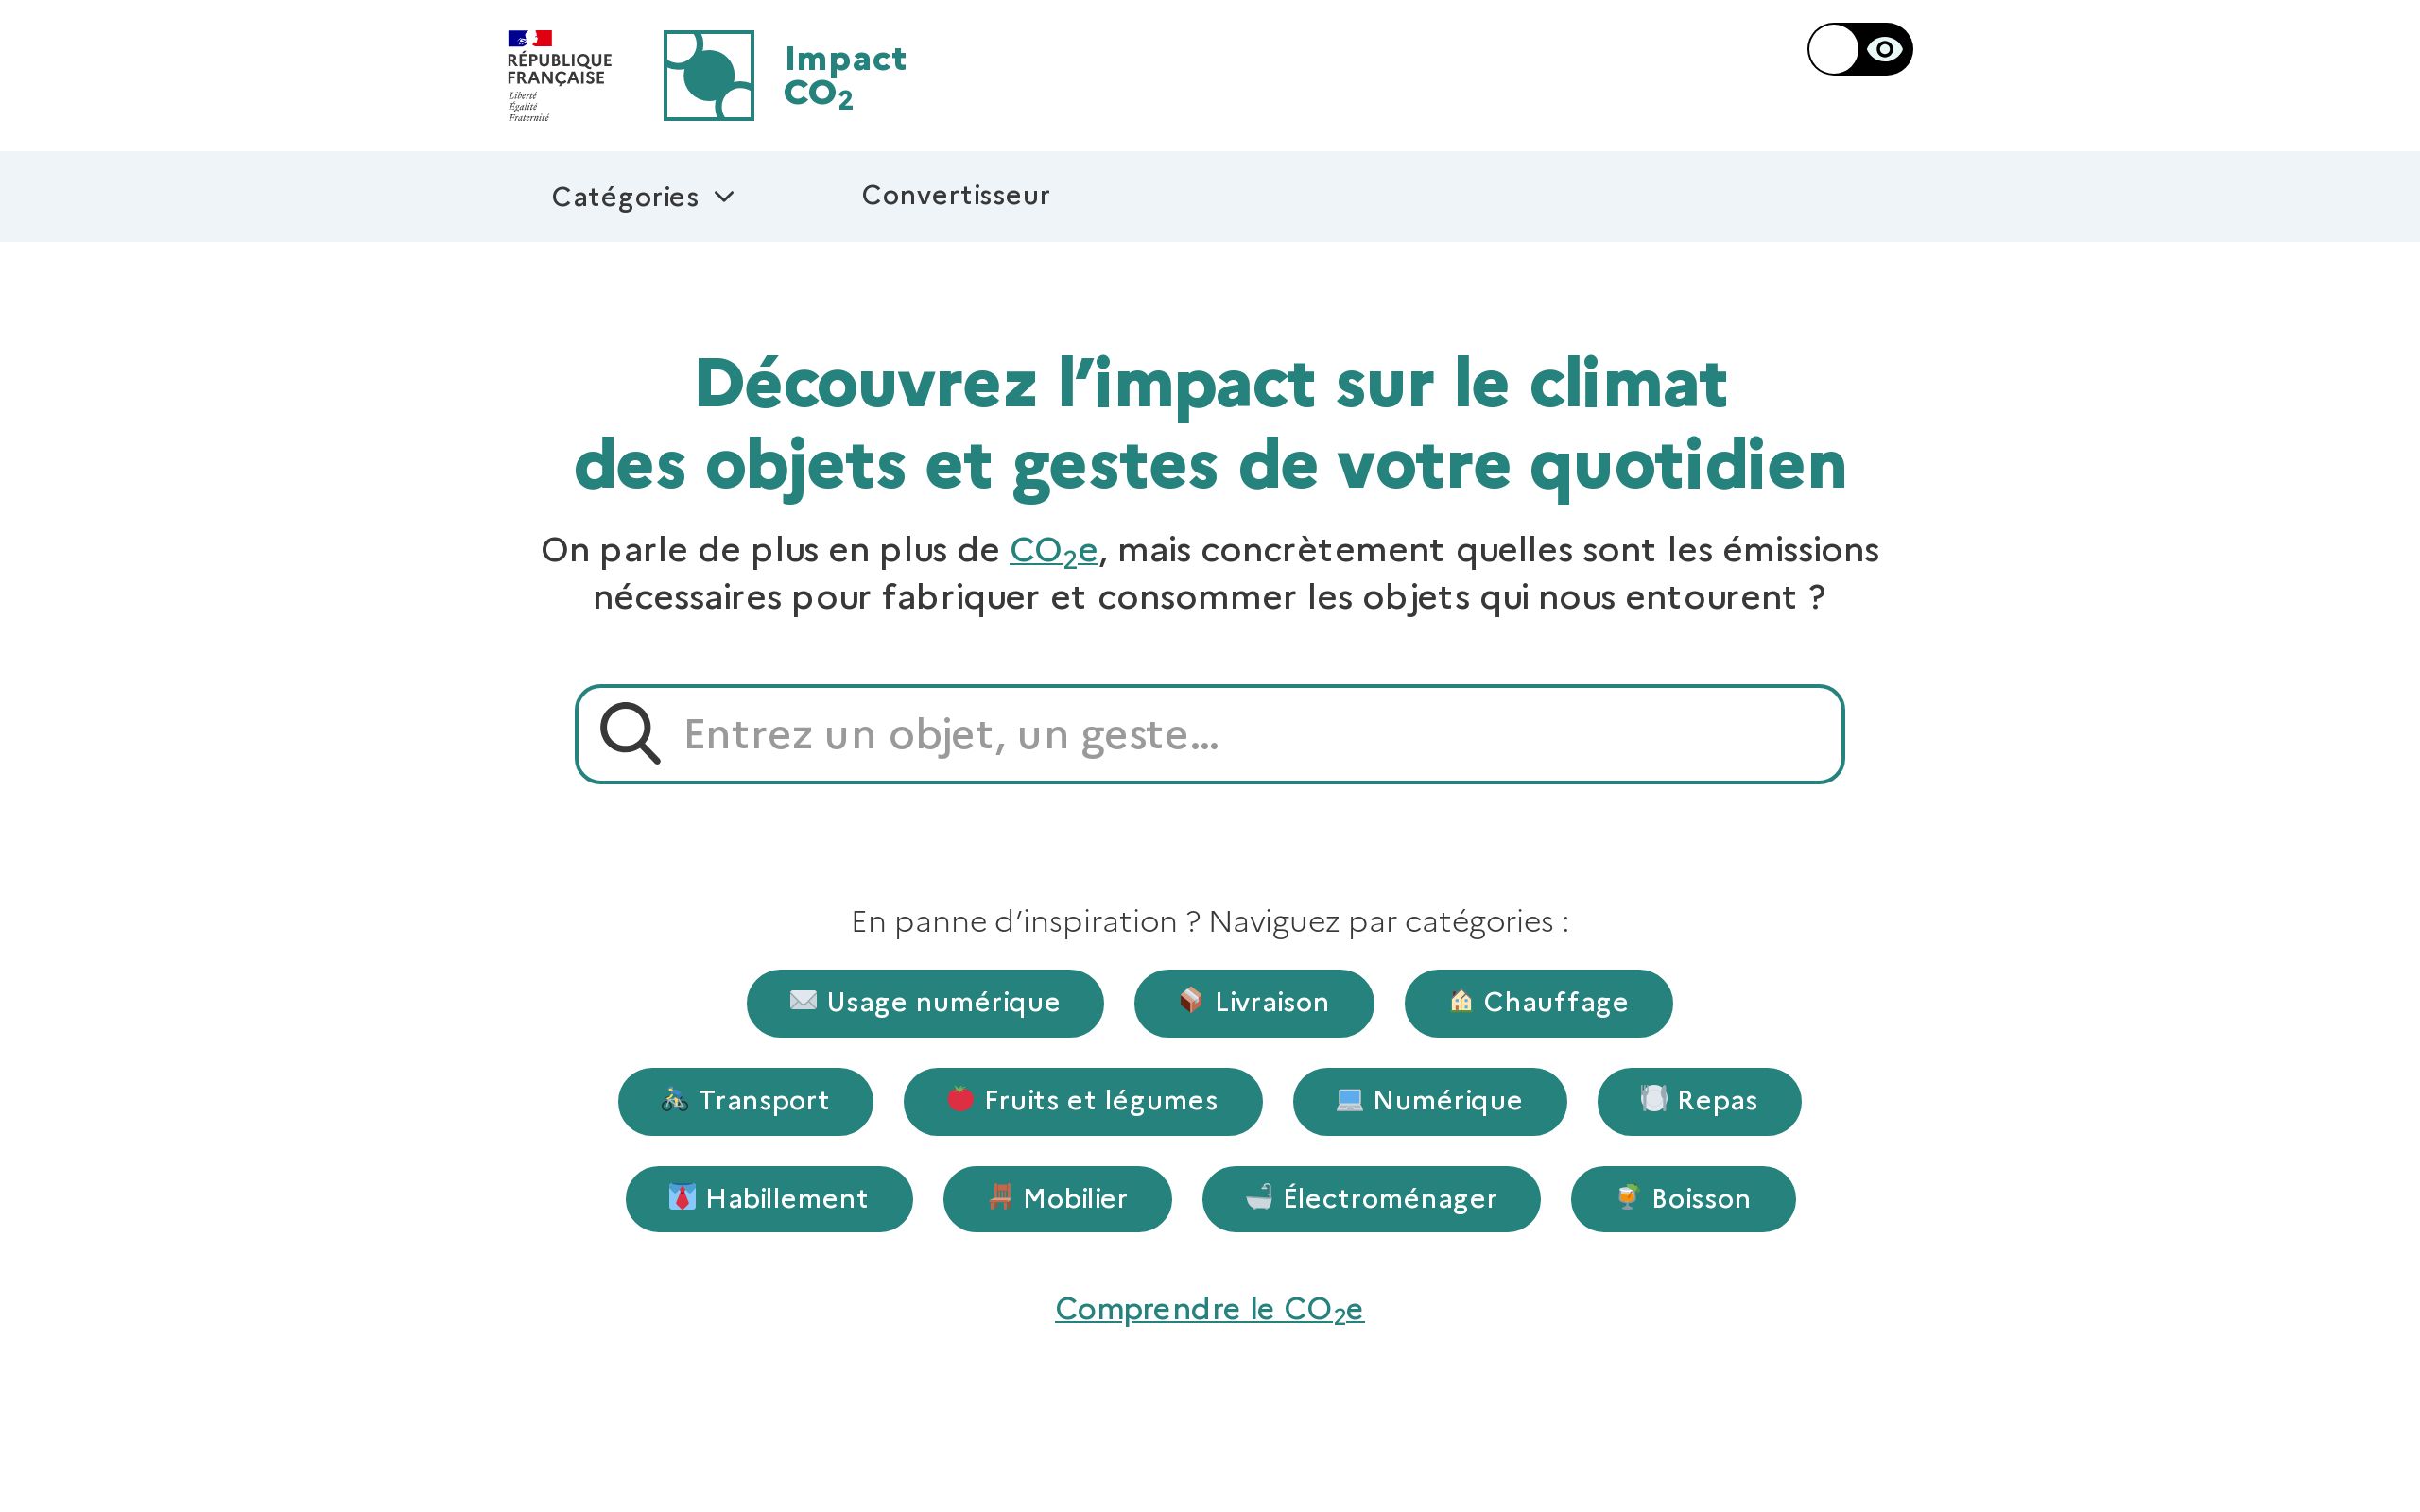 RÉPUBLIQUE
FRANÇAISE
Liberté
Égalité
Fraternité
Impact
CO2
Catégories
Convertisseur
Découvrez l’impact sur le climat
des objets et gestes de votre quotidien
On parle de plus en plus de CO2e, mais concrètement quelles sont les émissions
nécessaires pour fabriquer et consommer les objets qui nous entourent ?
Entrez un objet, un geste...
En panne d’inspiration ? Naviguez par catégories :
Usage numérique
Livraison
Chauffage
Transport
Fruits et légumes
Numérique
Repas
Habillement
Mobilier
Électroménager
Boisson
Comprendre le CO2e